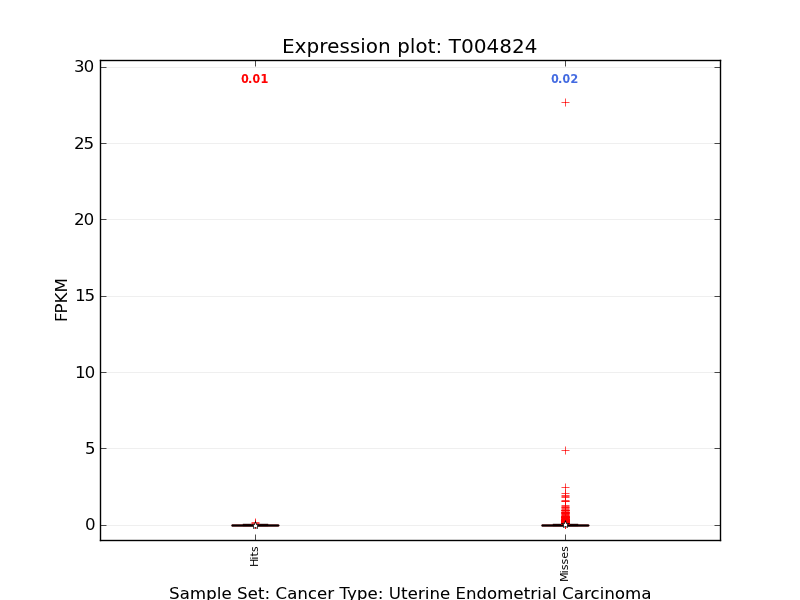 Expression plot: T004824
30
25
20
15
10
5
0
FPKM
0.01
0.02
Hits
Misses
Sample Set: Cancer Type: Uterine Endometrial Carcinoma